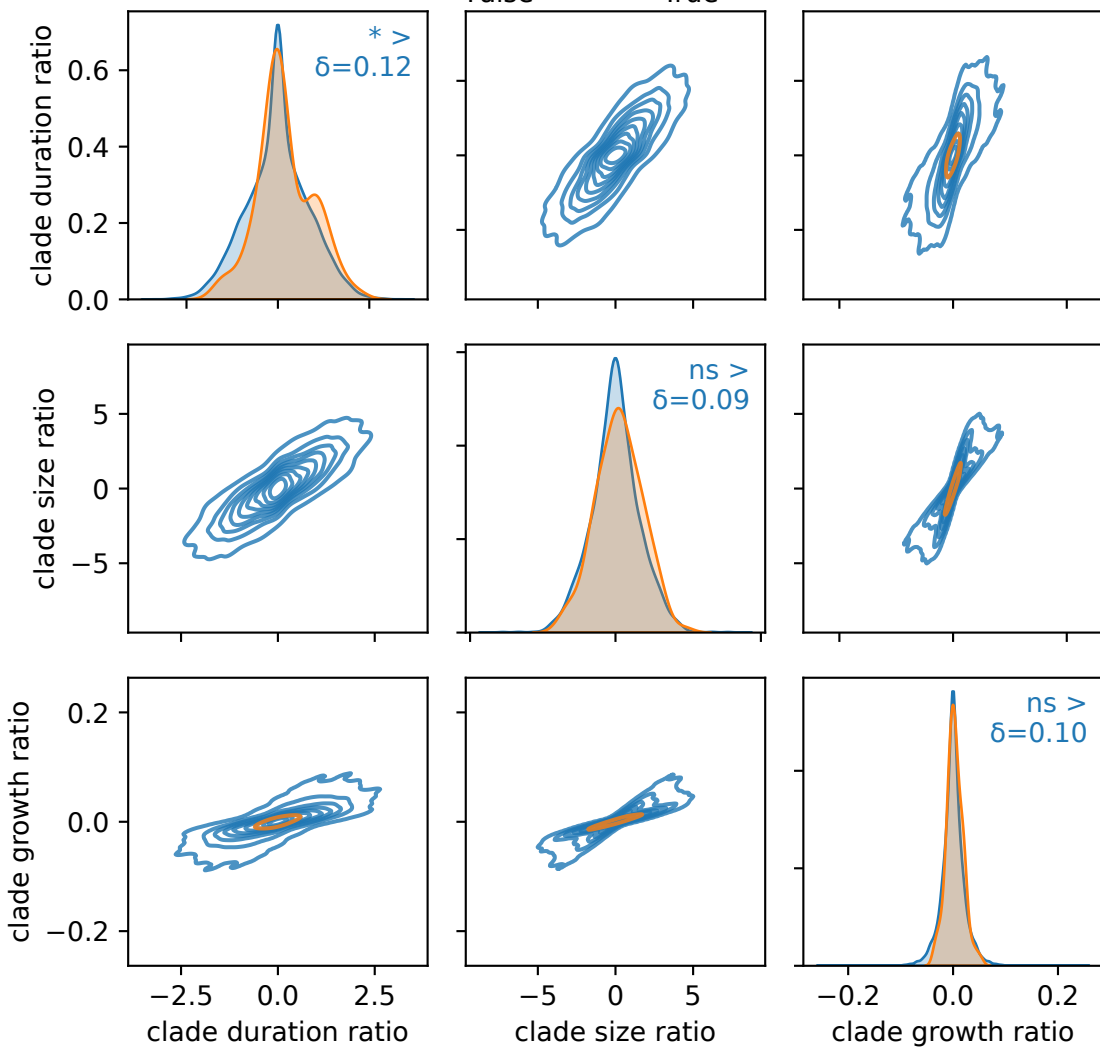 clade duration ratio
0.6
0.4
0.2
0.0
* >
δ=0.12
clade size ratio
5
0
−5
ns >
δ=0.09
clade growth ratio
0.2
0.0
−0.2
ns >
δ=0.10
−2.5 0.0 2.5
clade duration ratio
−5 0 5
clade size ratio
−0.2 0.0 0.2
clade growth ratio